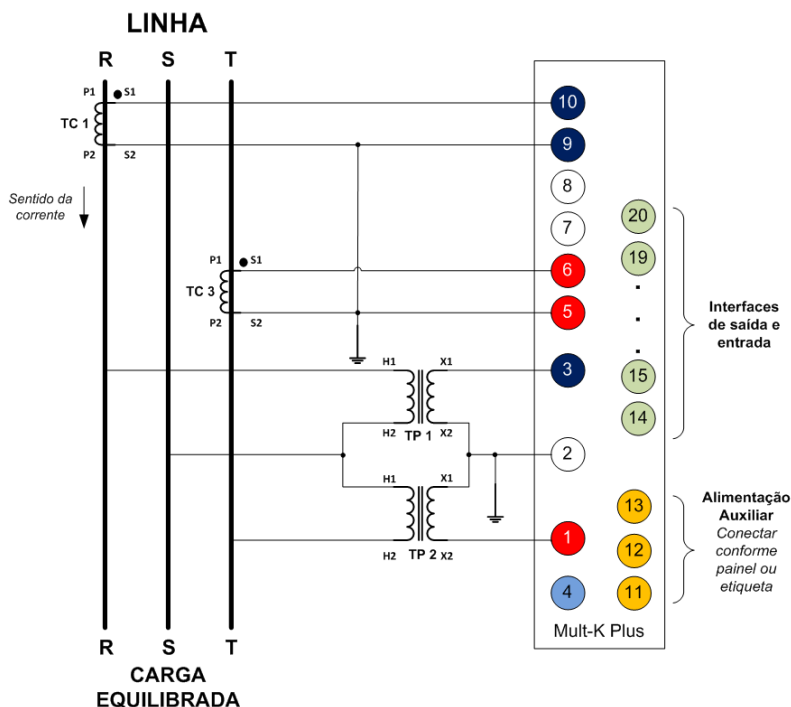 LINHA
R S T
P1 S1
TC 1
P2 S2
Sentido da
corrente
P1 S1
TC 3
P2 S2
H1 X1
H2 TP 1 X2
H1 X1
H2 TP 2 X2
10
9
8
7
6
5
3
2
1
4
20
19
.
.
.
15
14
13
12
11
Mult-K Plus
Interfaces
de saída e
entrada
Alimentação
Auxiliar
Conectar
conforme
painel ou
etiqueta
R S T
CARGA
EQUILIBRADA